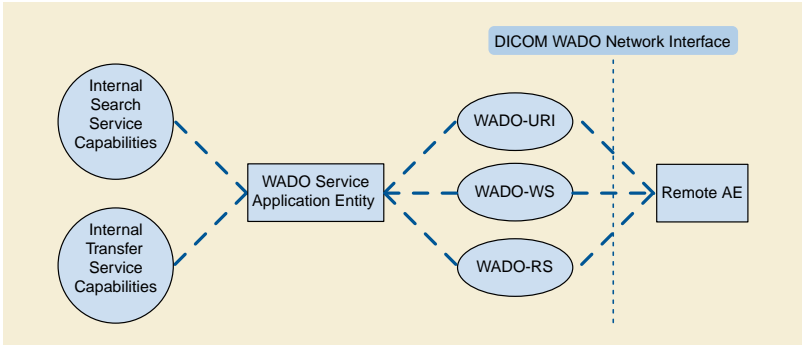 DICOM WADO Network Interface
Internal
Search
Service
Capabilities
WADO-URI
WADO Service
Application Entity
WADO-WS
Remote AE
Internal
Transfer
Service
Capabilities
WADO-RS